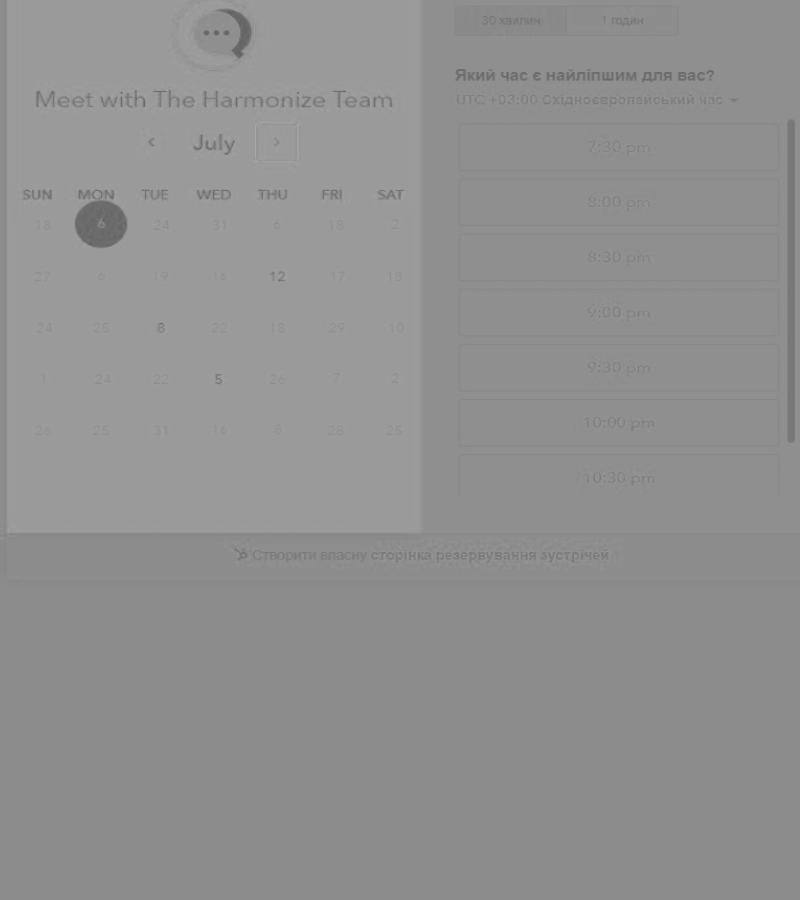 30 хвилин 1 годин
Який час є найліпшим для вас?
UTC +03:00 Східноєвропейський час
Meet with The Harmonize Team
July
SUN MON TUE WED THU FRI SAT
18 6 24 31 6 18 2
27 6 19 16 12 17 18
24 25 8 22 18 29 10
1 24 22 5 26 7 2
26 25 31 16 8 28 25
7:30 pm
8:00 pm
8:30 pm
9:00 pm
9:30 pm
10:00 pm
10:30 pm
Створити власну сторінка резервування зустрічей